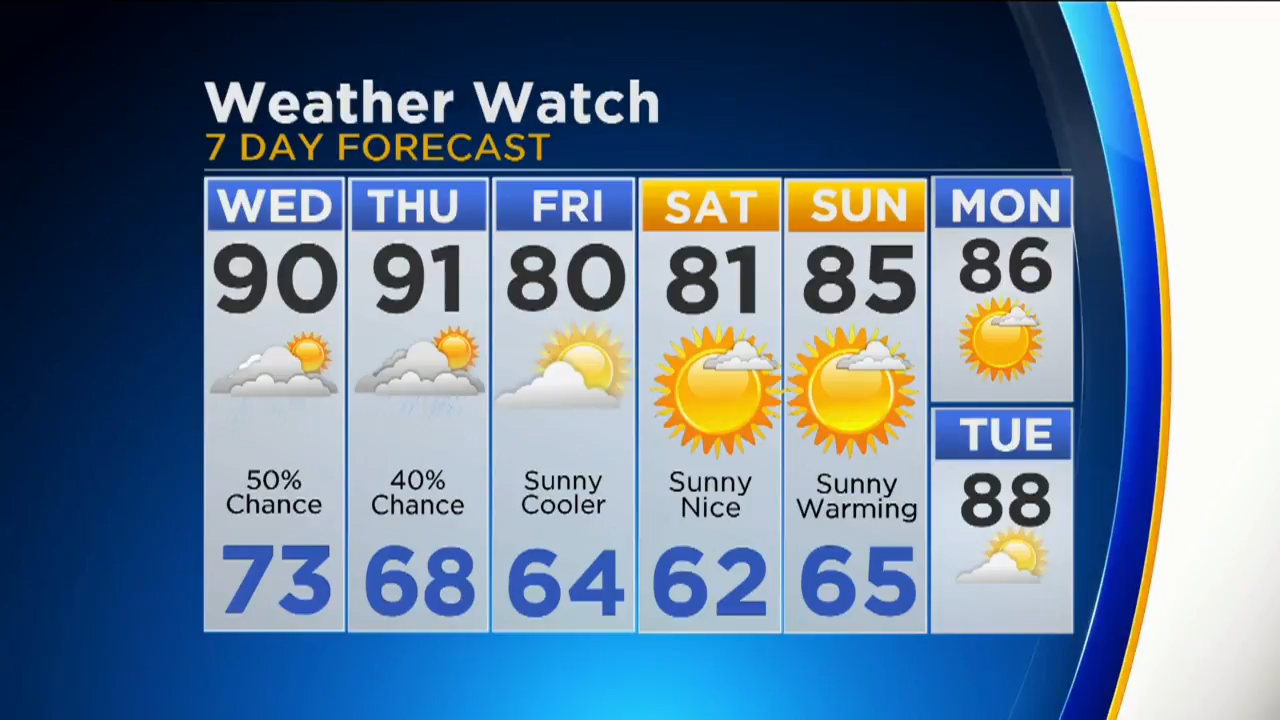 Weather Watch
7 DAY FORECAST
WED
90
50%
Chance
73
THU
91
40%
Chance
68
FRI
80
Sunny
Cooler
64
SAT
81
Sunny
Nice
62
SUN
85
Sunny
Warming
65
MON
86
TUE
88